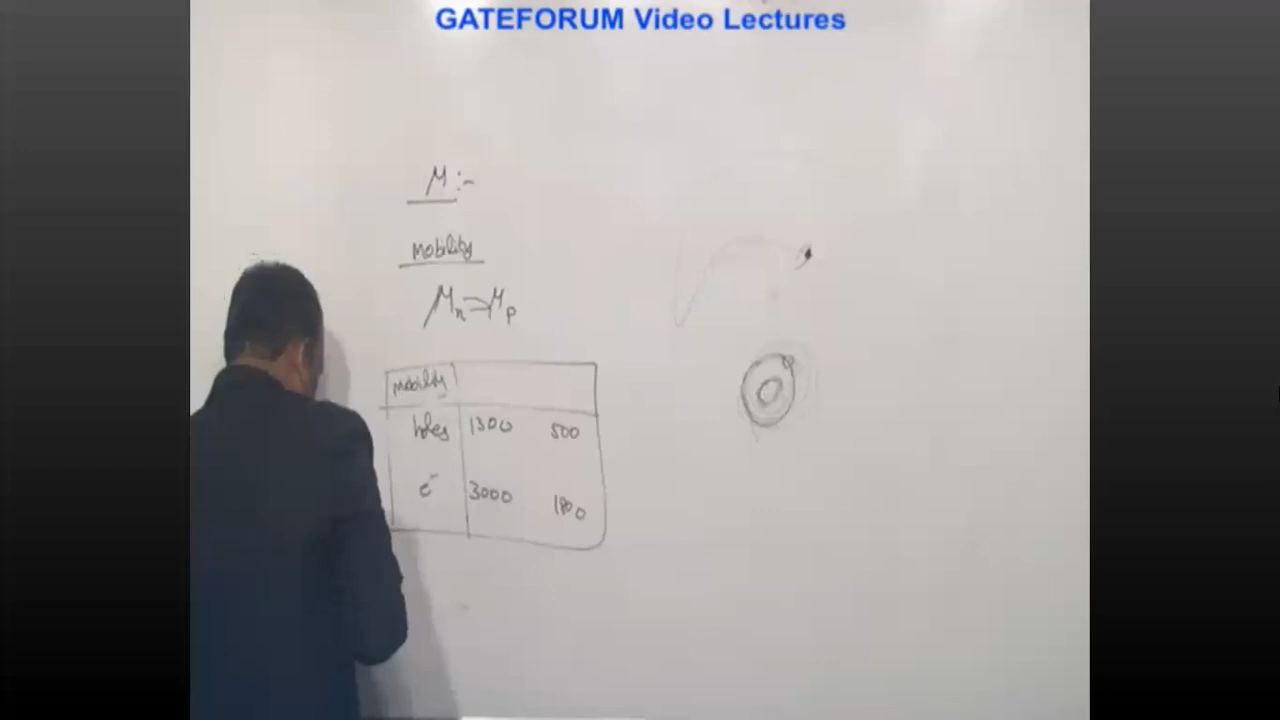 GATEFORUM Video Lectures
μ :-
mobility
μn => μp
mobility
holes 1300 500
e⁻ 3000 1800